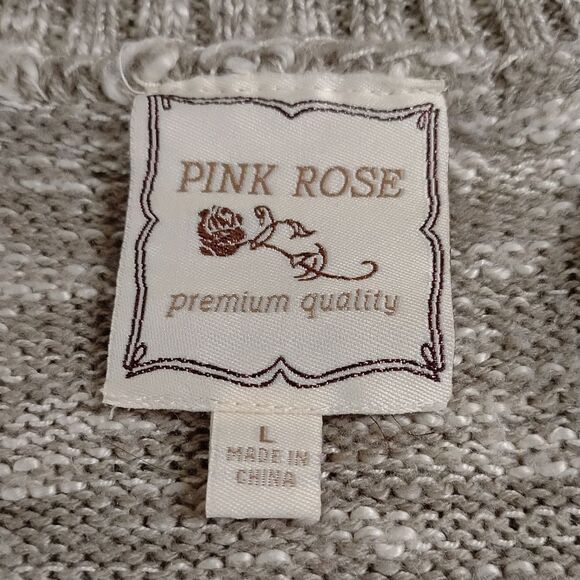 PINK ROSE
premium quality
L
MADE IN
CHINA